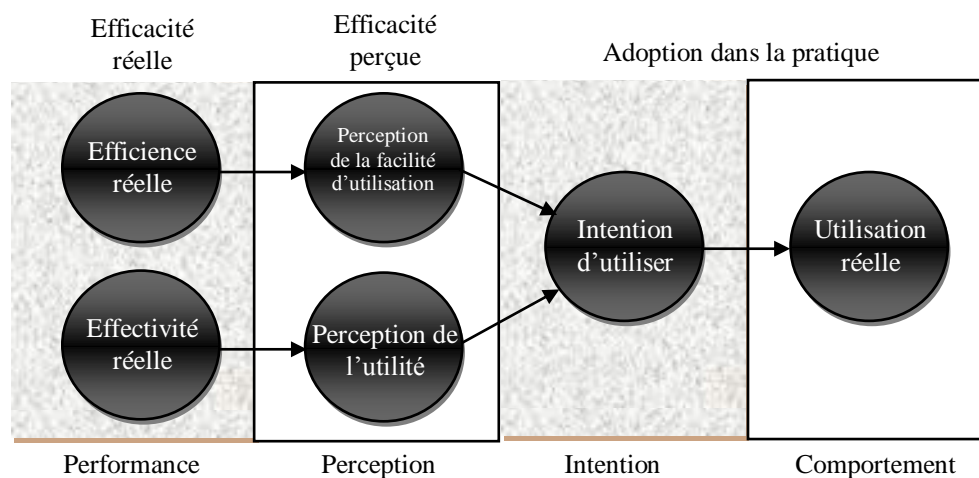 Efficacité
réelle
Efficacité
perçue
Adoption dans la pratique
Efficience
réelle
Perception
de la facilité
d'utilisation
Intention
d'utiliser
Utilisation
réelle
Effectivité
réelle
Perception de
l'utilité
Performance
Perception
Intention
Comportement